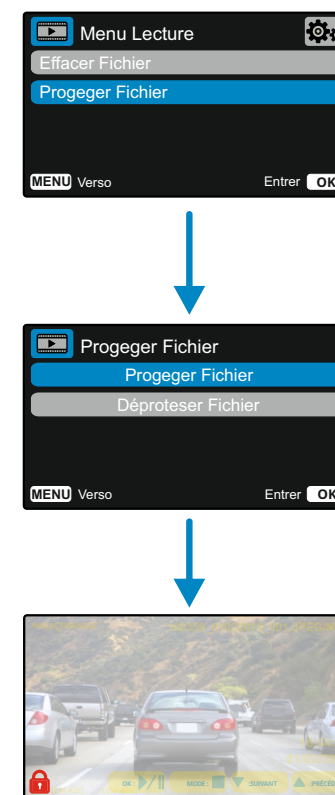 Menu Lecture
Effacer Fichier
Progeger Fichier
MENU Verso Entrer OK
Progeger Fichier
Progeger Fichier
Déproteser Fichier
MENU Verso Entrer OK
OK : MODE : :SUIVANT